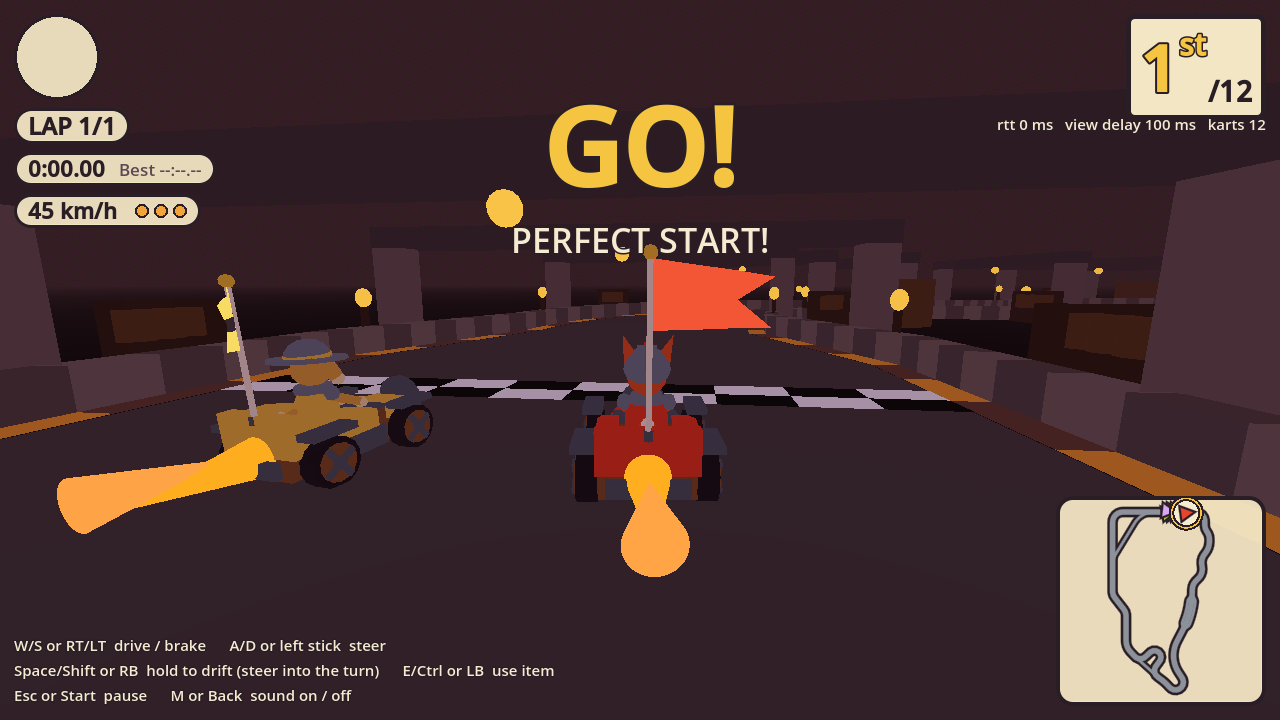 LAP 1/1
0:00.00 Best --:--.--
45 km/h
1st
/12
rtt 0 ms view delay 100 ms karts 12
GO!
PERFECT START!
W/S or RT/LT drive / brake A/D or left stick steer
Space/Shift or RB hold to drift (steer into the turn) E/Ctrl or LB use item
Esc or Start pause M or Back sound on / off